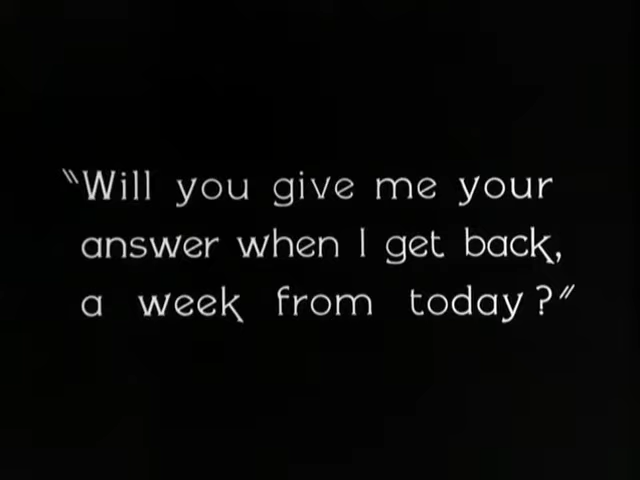 "Will you give me your
answer when I get back,
a week from today?"